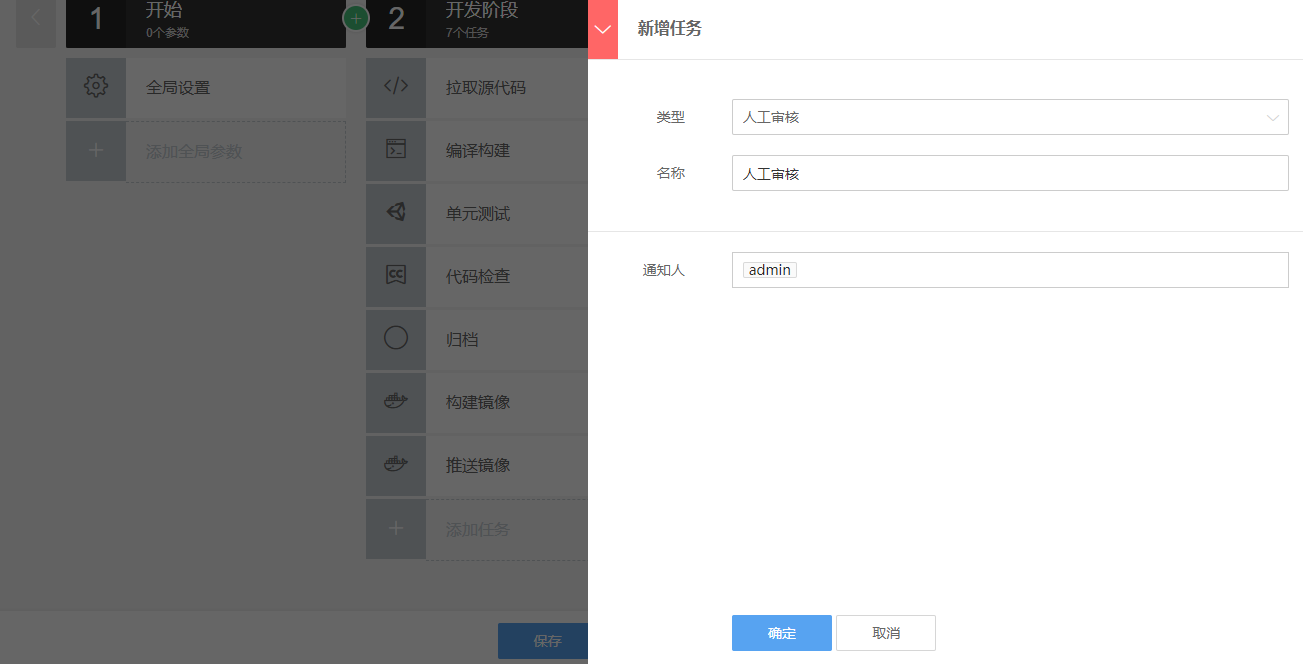 1
开始
0个参数
全局设置
添加全局参数
2
开发阶段
7个任务
拉取源代码
编译构建
单元测试
代码检查
归档
构建镜像
推送镜像
添加任务
保存
新增任务
类型
人工审核
名称
人工审核
通知人
admin
确定
取消